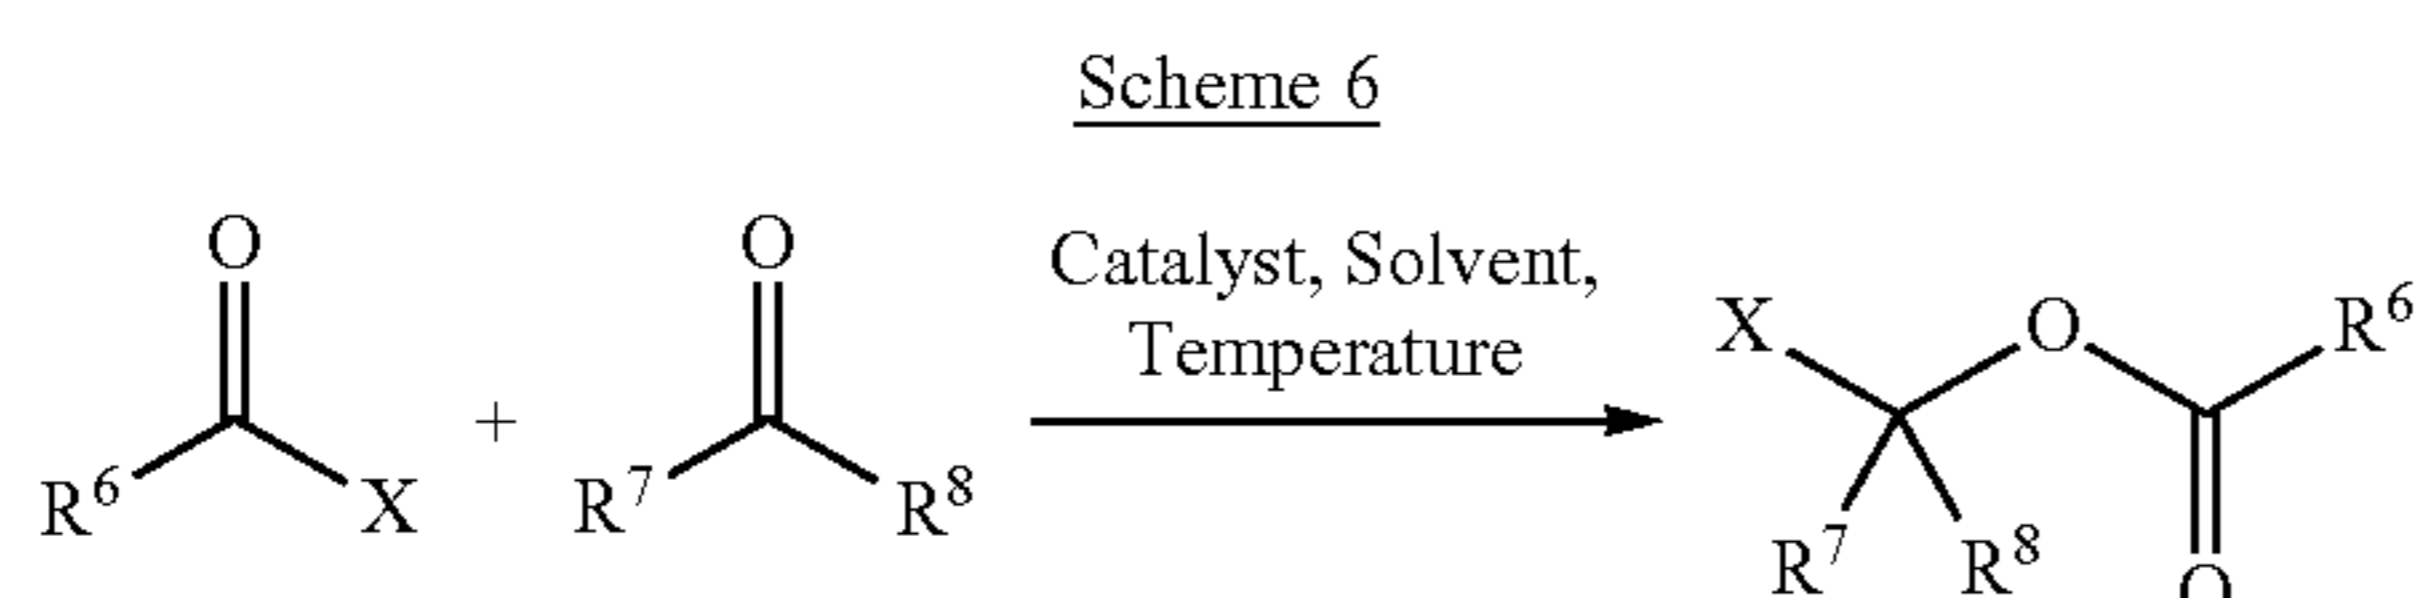 Scheme 6
O
O
Catalyst, Solvent,
Temperature
X
O
R⁶
+
R⁶
X
R⁷
R⁸
R⁷
R⁸
O